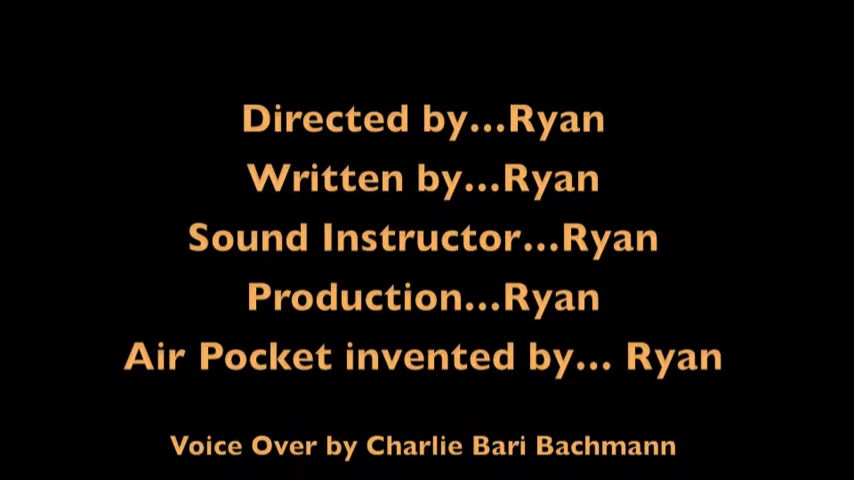 Directed by...Ryan
Written by...Ryan
Sound Instructor...Ryan
Production...Ryan
Air Pocket invented by... Ryan
Voice Over by Charlie Bari Bachmann